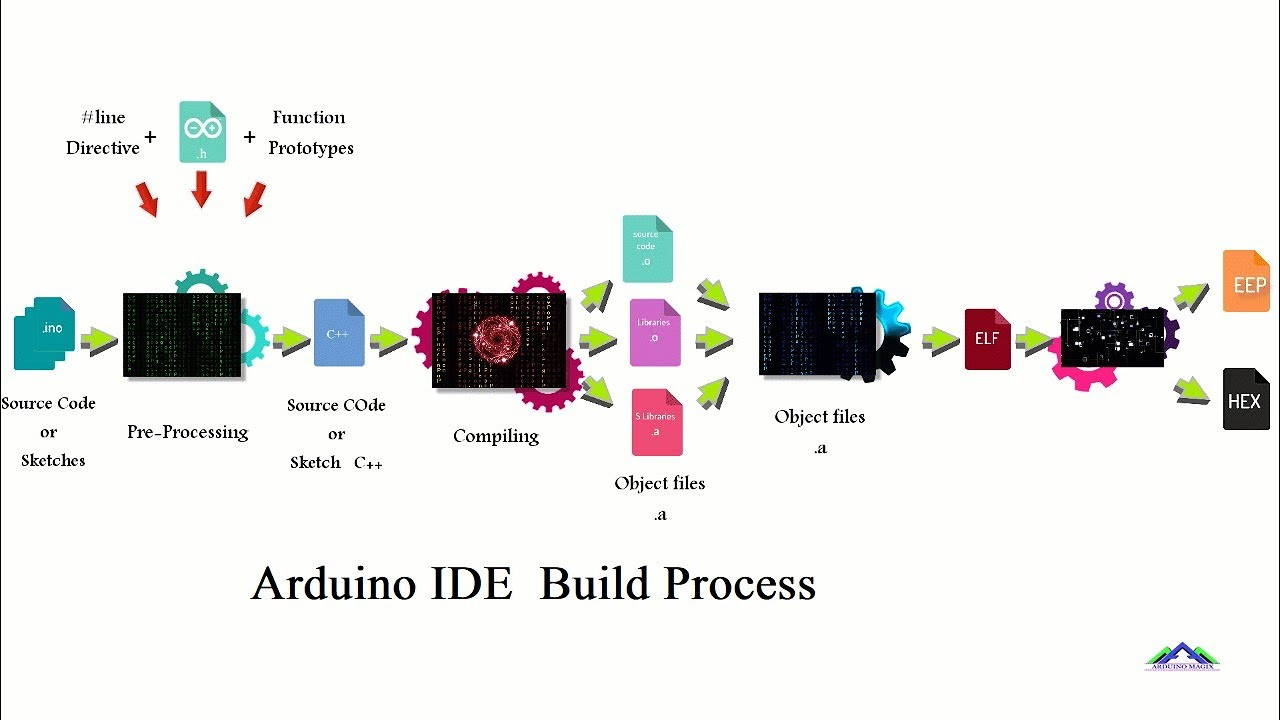 #line
Directive
+
.h
+
Function
Prototypes
.ino
C++
source
code
.o
Libraries
.o
S Libraries
.a
ELF
EEP
HEX
Source Code
or
Sketches
Pre-Processing
Source COde
or
Sketch C++
Compiling
Object files
.a
Object files
.a
Arduino IDE Build Process
ARDUINO MAGIX